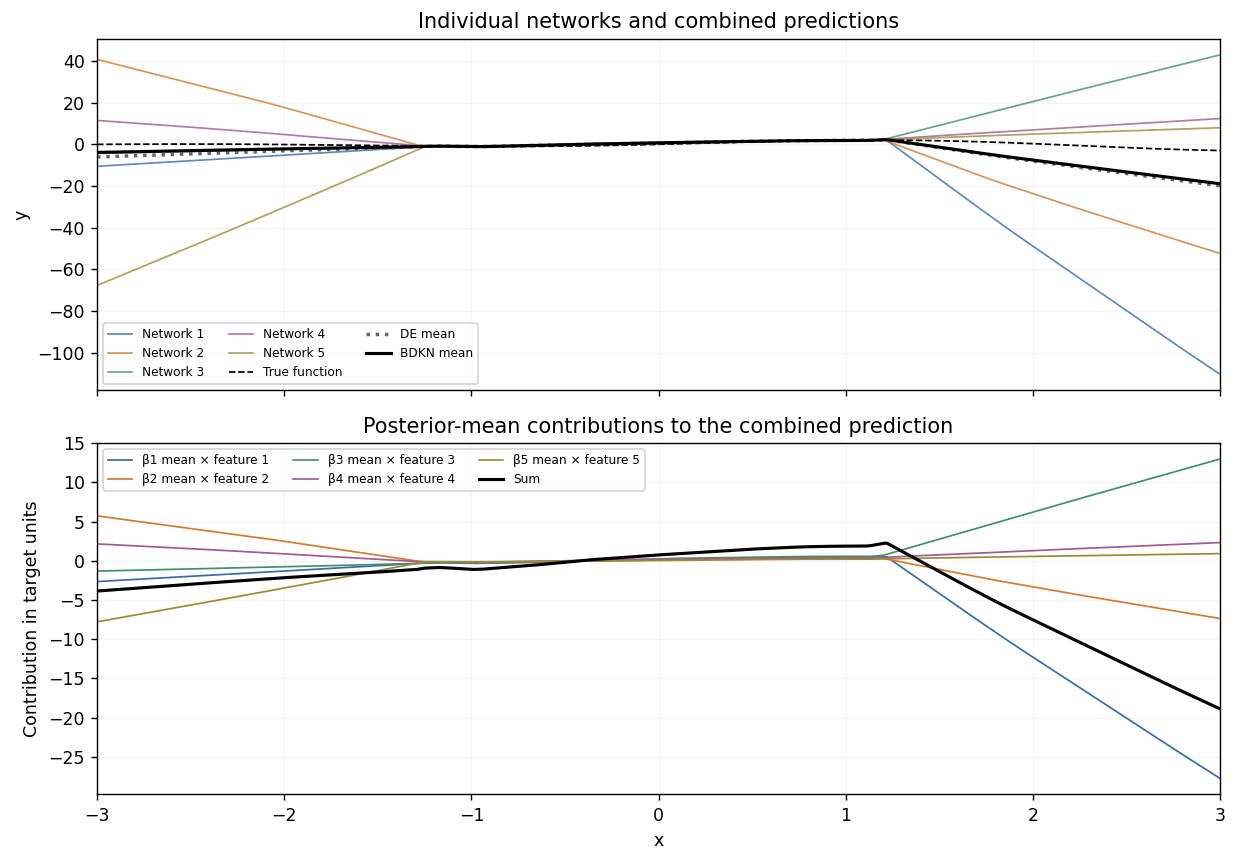 Individual networks and combined predictions
40
20
0
−20
−40
−60
−80
−100
y
Network 1
Network 2
Network 3
Network 4
Network 5
True function
DE mean
BDKN mean
Posterior-mean contributions to the combined prediction
15
10
5
0
−5
−10
−15
−20
−25
Contribution in target units
β1 mean × feature 1
β2 mean × feature 2
β3 mean × feature 3
β4 mean × feature 4
β5 mean × feature 5
Sum
−3
−2
−1
0
1
2
3
x